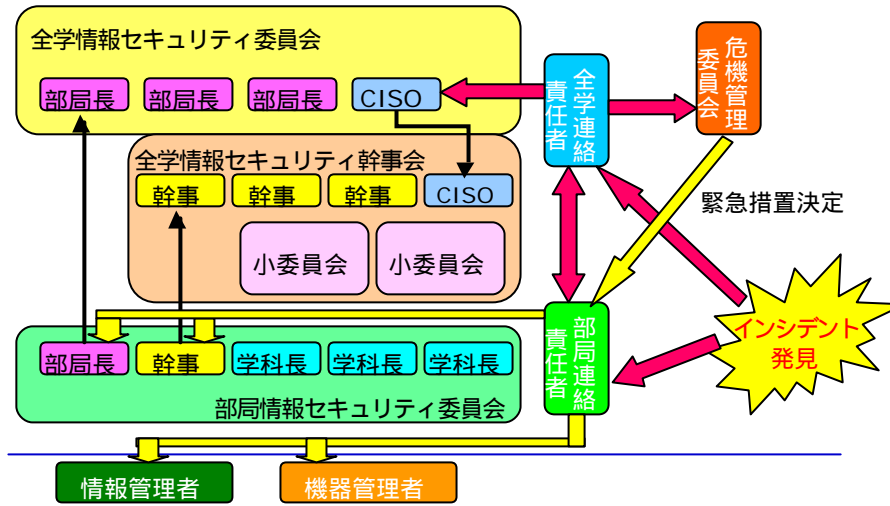 全学情報セキュリティ委員会
部局長
部局長
部局長
CISO
全学連絡
責任者
危機管理
委員会
全学情報セキュリティ幹事会
幹事
幹事
幹事
CISO
小委員会
小委員会
緊急措置決定
インシデント
発見
部局連絡
責任者
部局長
幹事
学科長
学科長
学科長
部局情報セキュリティ委員会
情報管理者
機器管理者